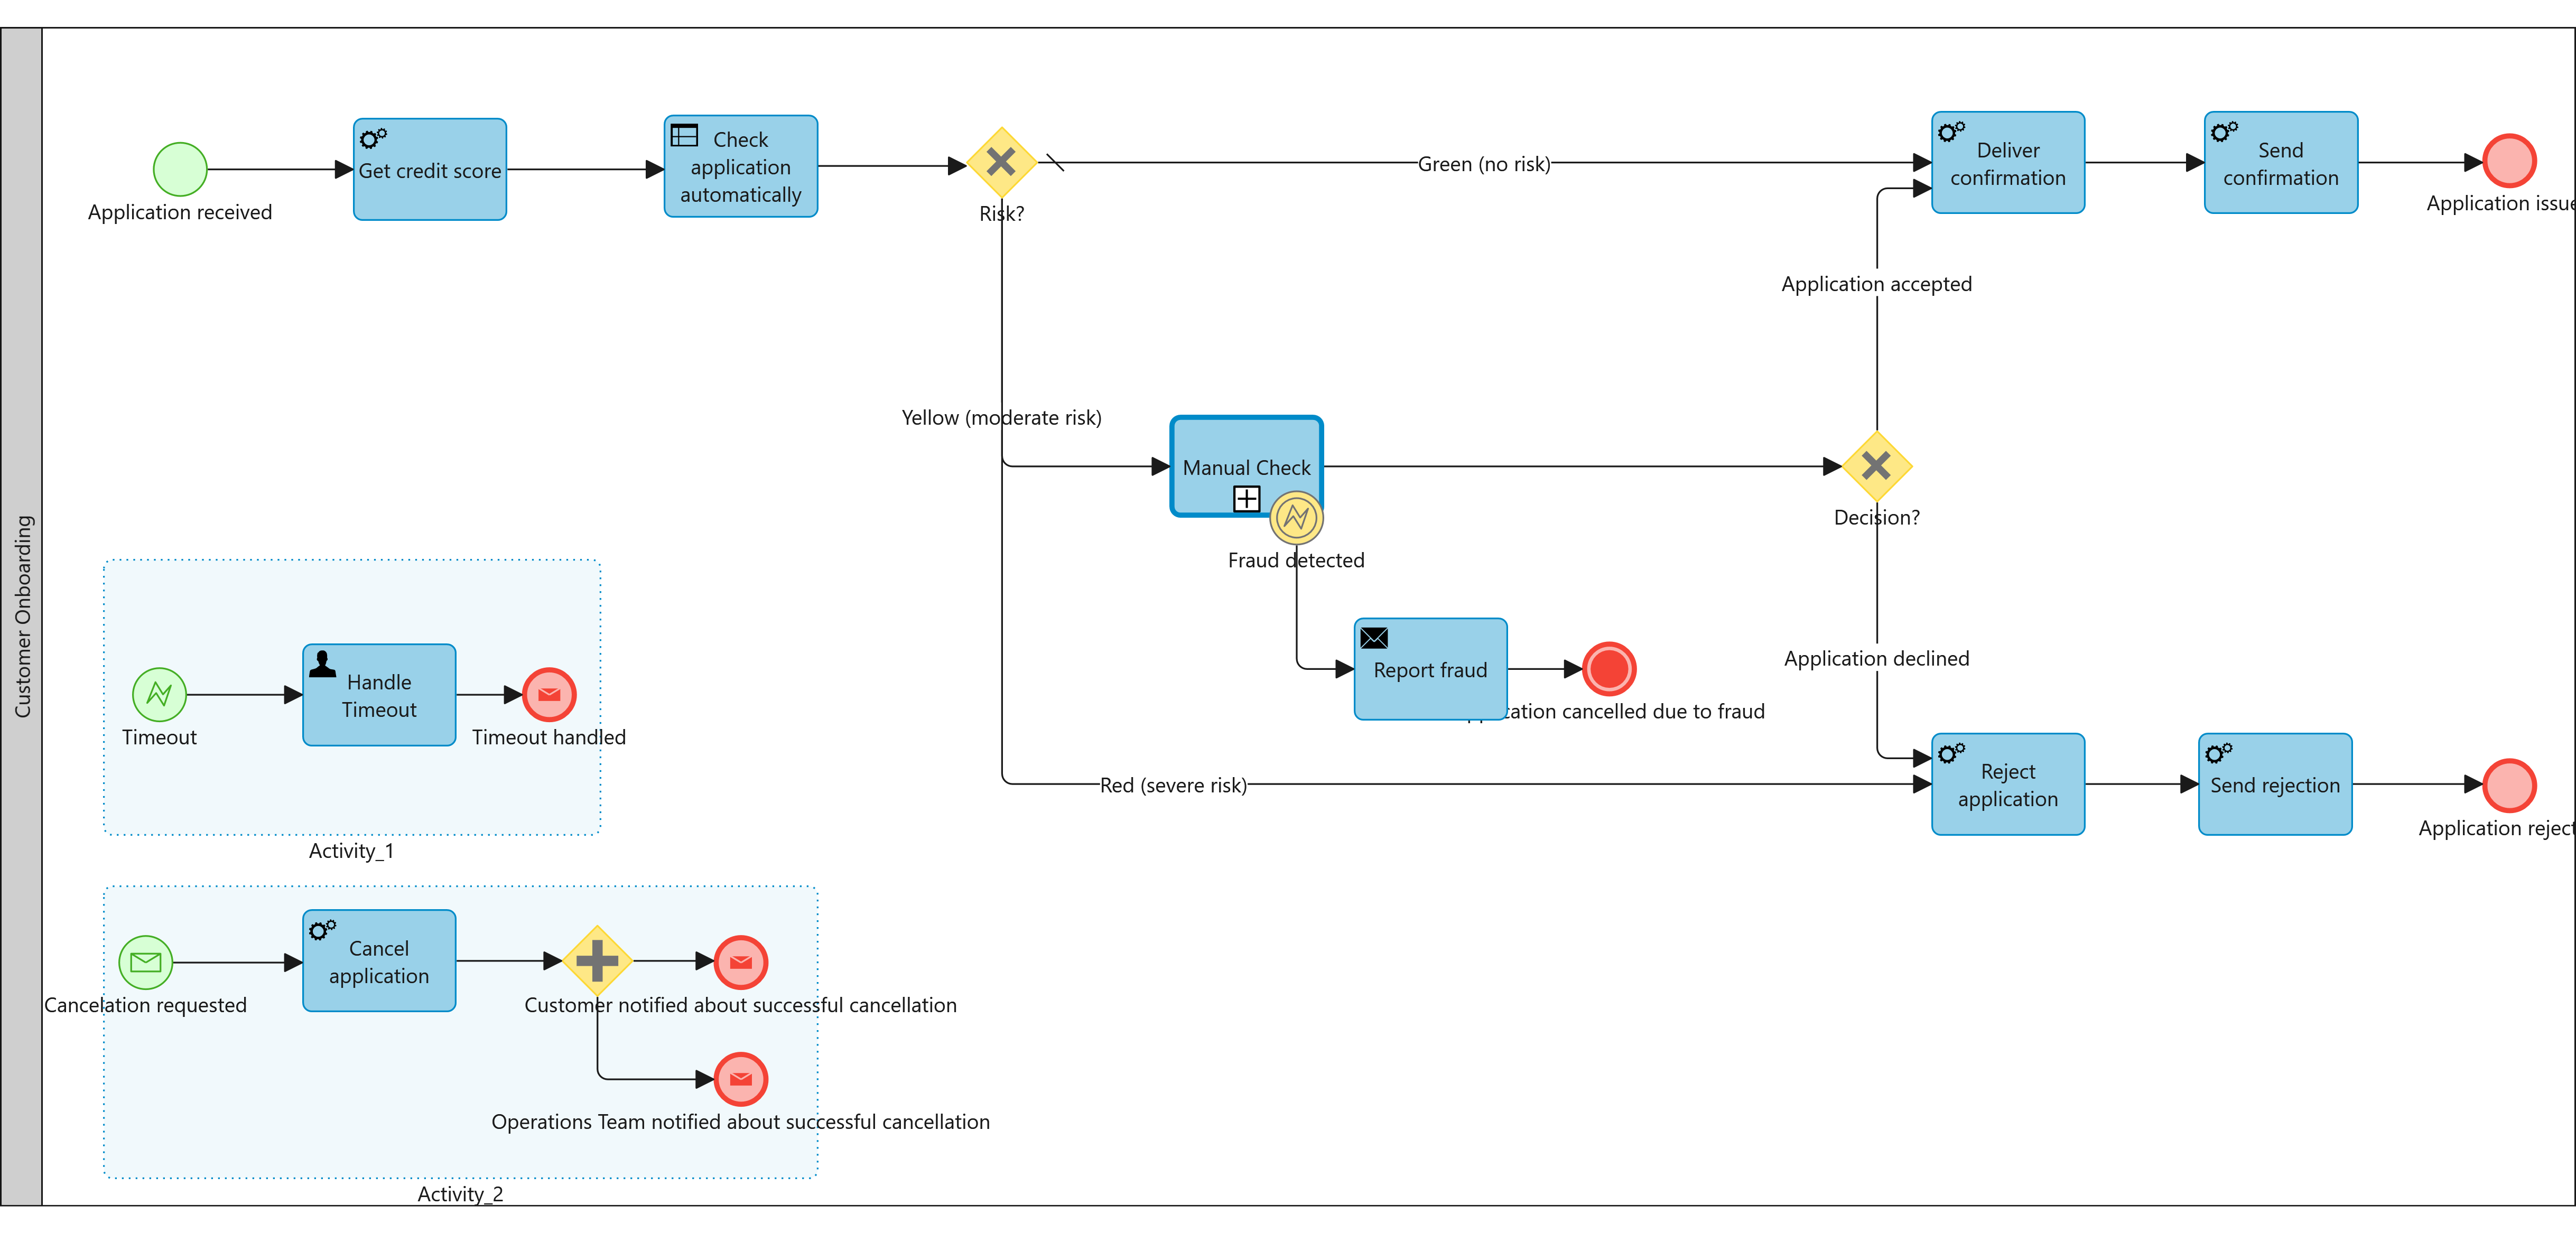 Customer Onboarding
Application received
Get credit score
Check
application
automatically
Risk?
Green (no risk)
Deliver
confirmation
Send
confirmation
Application issue
Application accepted
Yellow (moderate risk)
Manual Check
Decision?
Fraud detected
Report fraud
cation cancelled due to fraud
Application declined
Red (severe risk)
Reject
application
Send rejection
Application reject
Timeout
Handle
Timeout
Timeout handled
Activity_1
Cancelation requested
Cancel
application
Customer notified about successful cancellation
Operations Team notified about successful cancellation
Activity_2